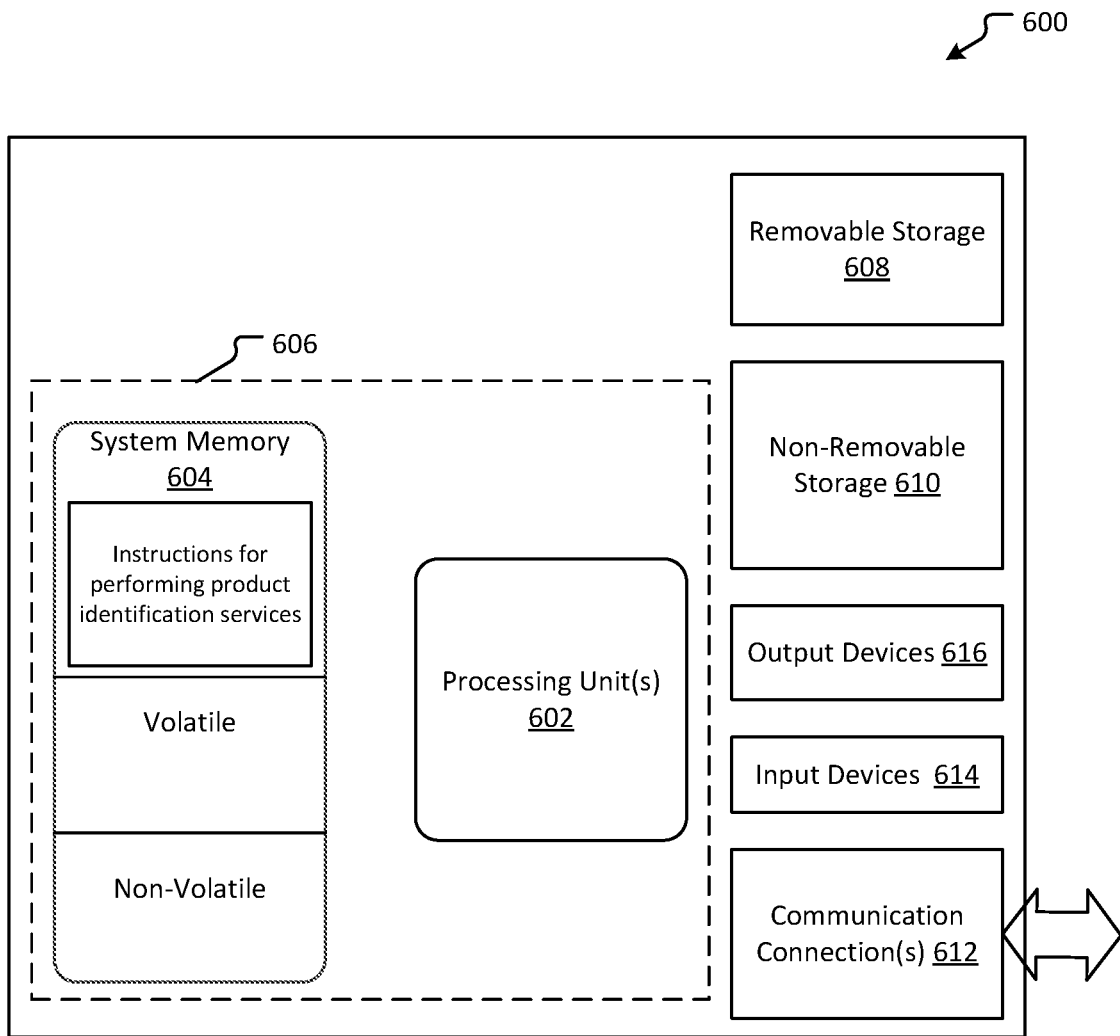 600
Removable Storage
608
606
System Memory
604
Instructions for
performing product
identification services
Volatile
Non-Volatile
Processing Unit(s)
602
Non-Removable
Storage 610
Output Devices 616
Input Devices 614
Communication
Connection(s) 612